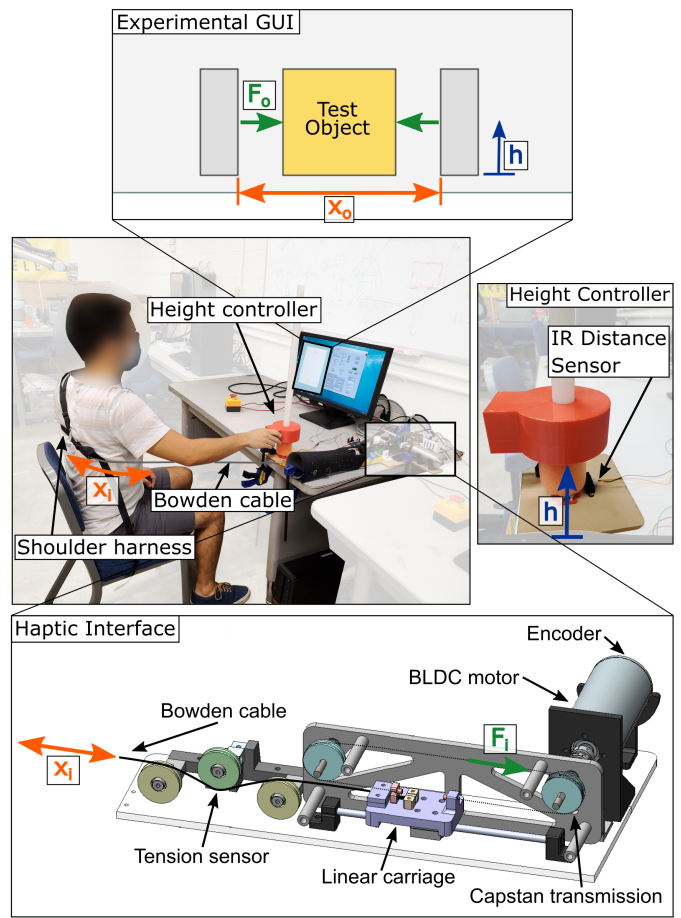 Experimental GUI
Fo
Test
Object
h
xo
Height controller
xi
Bowden cable
Shoulder harness
Height Controller
IR Distance
Sensor
h
Haptic Interface
Encoder
BLDC motor
Bowden cable
Fi
xi
Tension sensor
Linear carriage
Capstan transmission